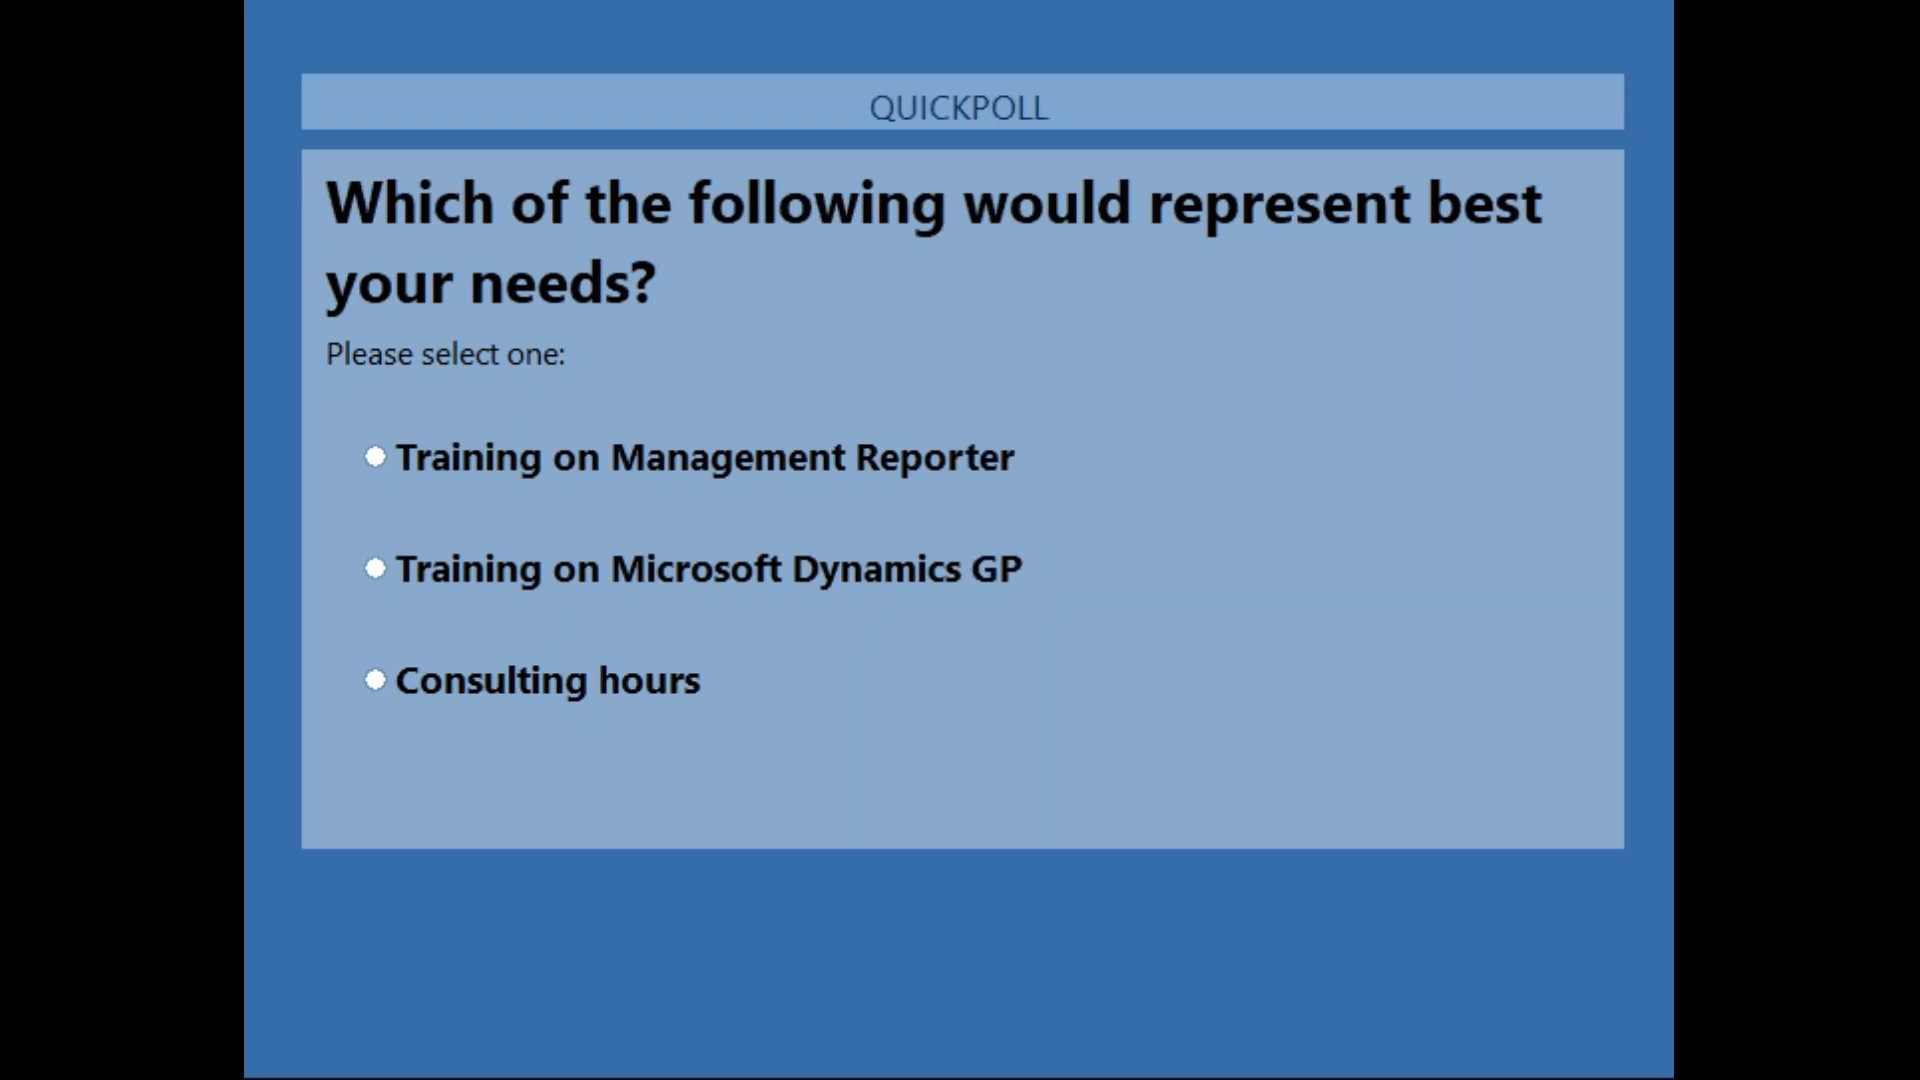 QUICKPOLL
Which of the following would represent best
your needs?
Please select one:
Training on Management Reporter
Training on Microsoft Dynamics GP
Consulting hours